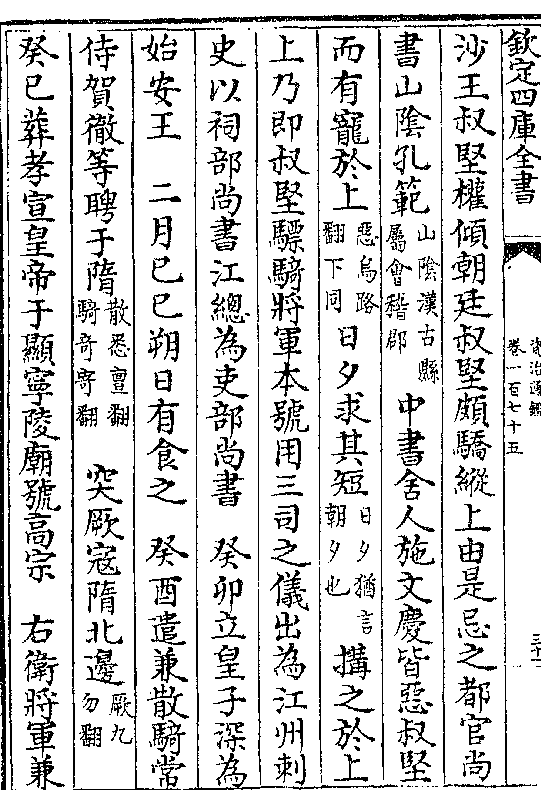 欽定四庫全書
資治通鑑
卷一百七十五
沙王叔堅權傾朝廷叔堅頗驕縱上由是忌之都官尚
書山陰孔範山陰漢古縣屬會稽郡中書舍人施文慶皆惡叔堅
而有寵於上惡烏路翻下同日夕求其短日夕猶言朝夕也搆之於上
上乃即叔堅驃騎將軍本號用三司之儀出為江州刺
史以祠部尚書江總為吏部尚書 癸卯立皇子深為
始安王 二月己巳朔日有食之 癸酉遣兼散騎常
侍賀徹等聘于隋散悉亶翻騎奇寄翻 突厥寇隋北邊厥九勿翻
癸巳葬孝宣皇帝于顯寧陵廟號高宗 右衛將軍兼